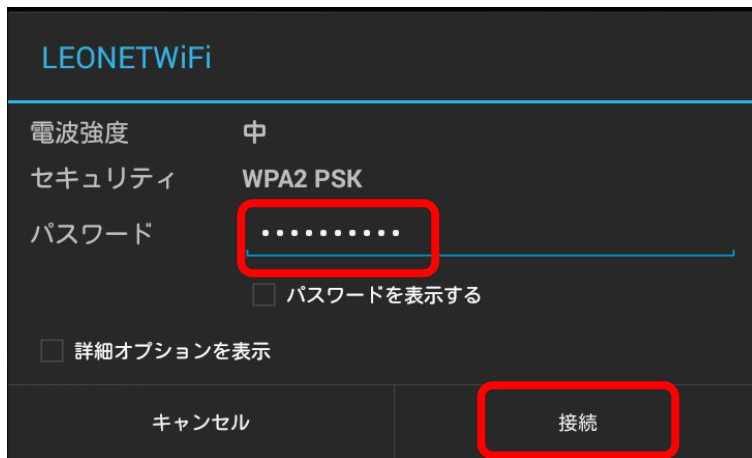 LEONETWiFi
電波強度 中
セキュリティ WPA2 PSK
パスワード ••••••••••
パスワードを表示する
詳細オプションを表示
キャンセル 接続